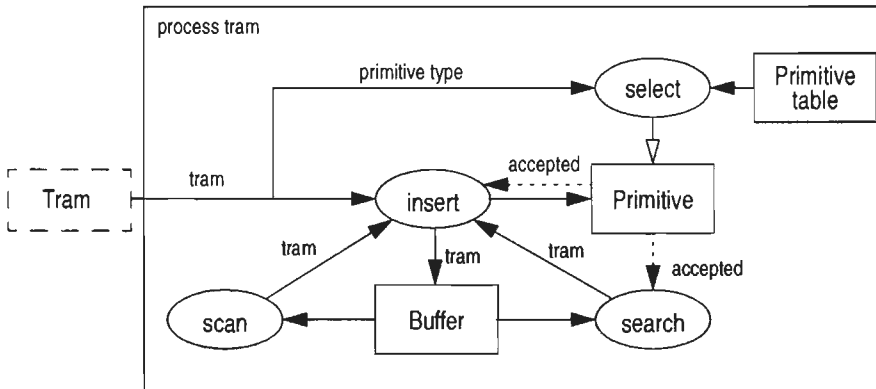 process tram
primitive type
select
Primitive
table
accepted
Tram
tram
insert
Primitive
tram
tram
tram
accepted
scan
Buffer
search